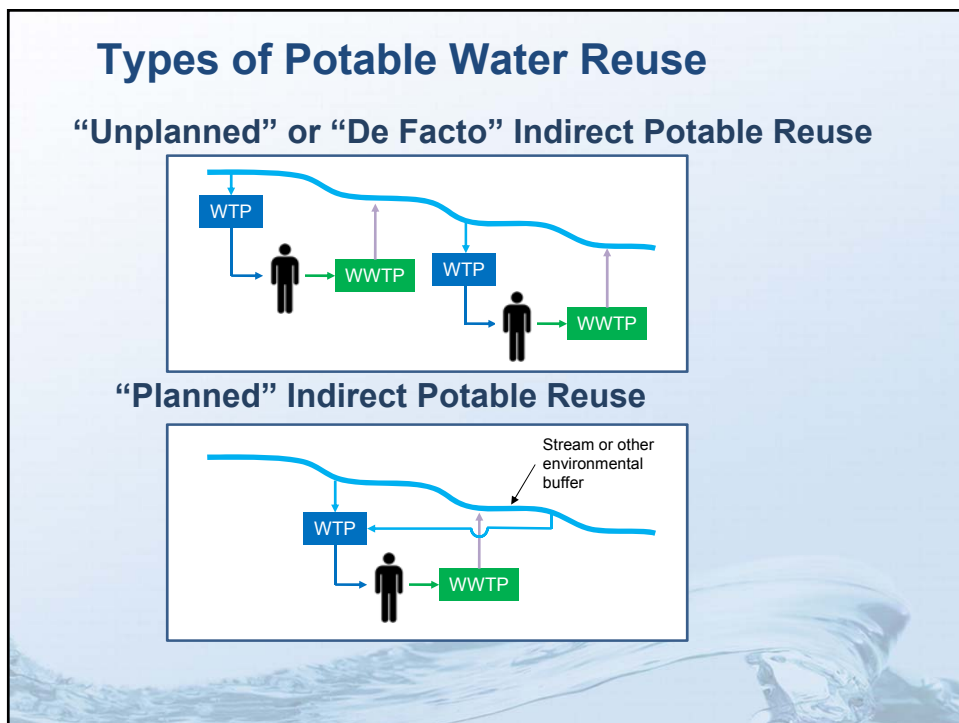 Types of Potable Water Reuse
“Unplanned” or “De Facto” Indirect Potable Reuse
WTP
WWTP
WTP
WWTP
“Planned” Indirect Potable Reuse
Stream or other
environmental
buffer
WTP
WWTP